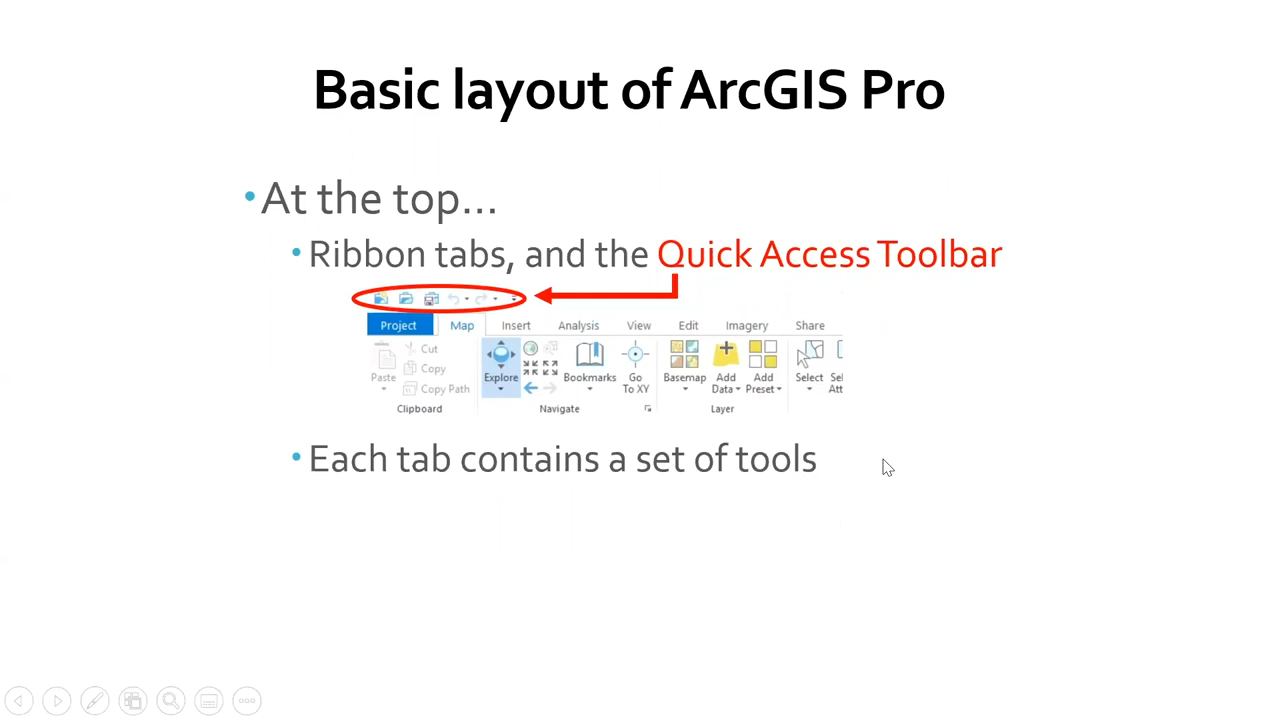 Basic layout of ArcGIS Pro
•At the top...
•Ribbon tabs, and the Quick Access Toolbar
Project Map Insert Analysis View Edit Imagery Share
Paste Cut Copy Copy Path
Explore Bookmarks Go To XY
Basemap Add Data Add Preset
Select Sel Att
Clipboard Navigate Layer
•Each tab contains a set of tools